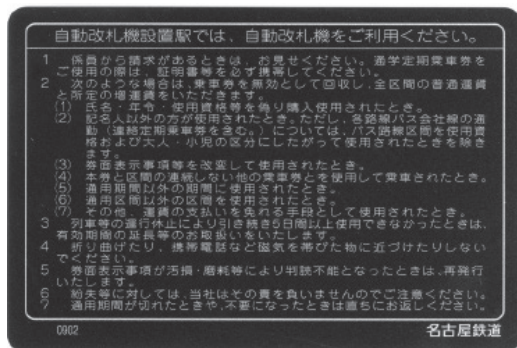 自動改札機設置駅では、自動改札機をご利用ください。
1 係員から請求があるときは、お見せください。通学定期乗車券を
ご使用の際は、証明書等を必ず携帯してください。
2 次のような場合は、乗車券を無効として回収し、全区間の普通運賃
と所定の増運賃をいただきます。
(1) 氏名・年令・使用資格等を偽り購入使用されたとき。
(2) 記名人以外の方が使用されたとき。ただし、各路線バス会社線の通
勤（連絡定期乗車券を含む。）については、バス路線区間を使用資
格および大人・小児の区分にしたがって使用されたときを除き
ます。
(3) 券面表示事項等を改変して使用されたとき。
(4) 本券と区間の連続しない他の乗車券とを使用して乗車されたとき。
(5) 通用期間以外の期間に使用されたとき。
(6) 通用区間以外の区間を使用されたとき。
(7) その他、運賃の支払いを免れる手段として使用されたとき。
3 列車等の運行休止により引き続き5日間以上使用できなかったときは、
有効期間の延長等のお取扱いをいたします。
4 折り曲げたり、携帯電話など磁気を帯びた物に近づけたりしない
でください。
5 券面表示事項が汚損・磨耗等により判読不能となったときは、再発行
いたします。
6 紛失等に対しては、当社はその責を負いませんのでご注意ください。
7 通用期間が切れたときや、不要になったときは直ちにお返しください。
0902
名古屋鉄道